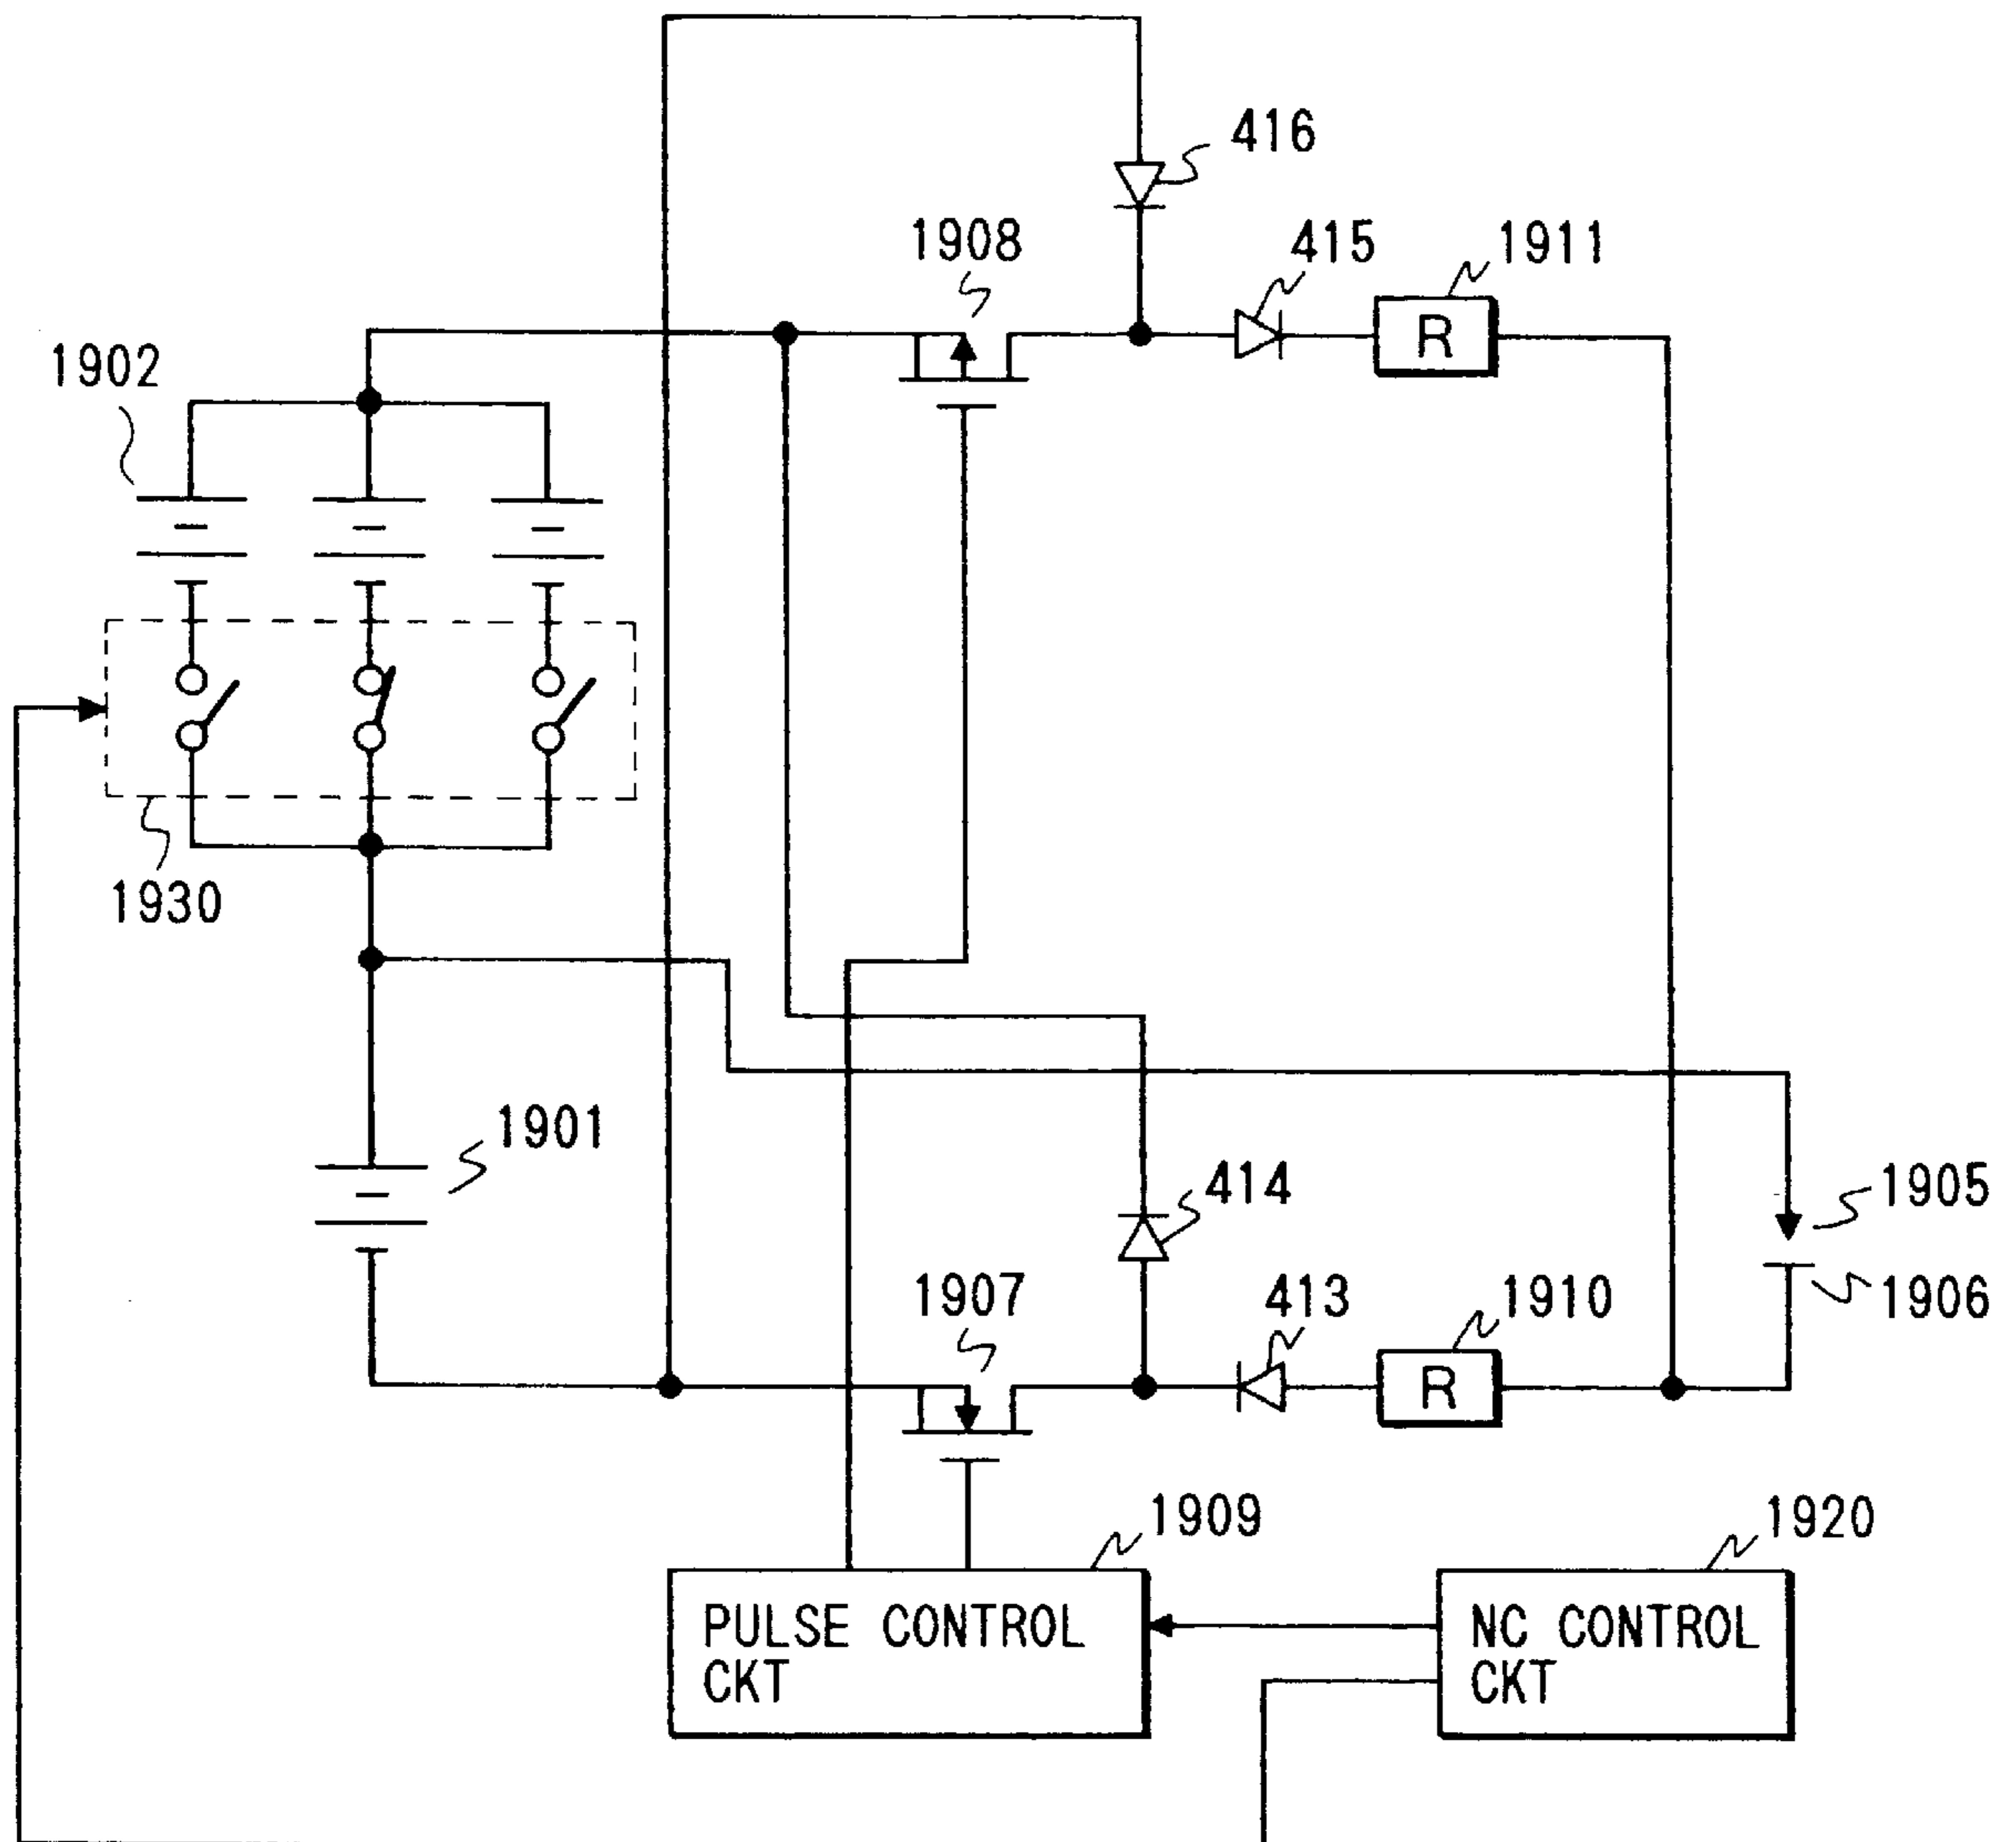 416
1908
415
1911
R
1902
1930
1901
414
1905
1907
413
1910
1906
R
1909
1920
PULSE CONTROL
CKT
NC CONTROL
CKT